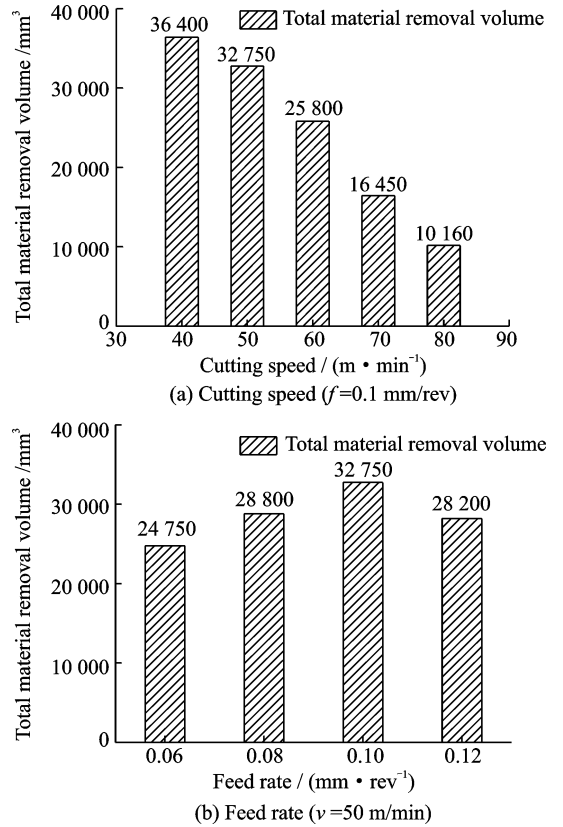 Total material removal volume /mm³
40 000
30 000
20 000
10 000
0
Total material removal volume
36 400
32 750
25 800
16 450
10 160
30 40 50 60 70 80 90
Cutting speed / (m • min⁻¹)
(a) Cutting speed (f=0.1 mm/rev)
Total material removal volume /mm³
40 000
30 000
20 000
10 000
0
Total material removal volume
24 750
28 800
32 750
28 200
0.06 0.08 0.10 0.12
Feed rate / (mm • rev⁻¹)
(b) Feed rate (v=50 m/min)